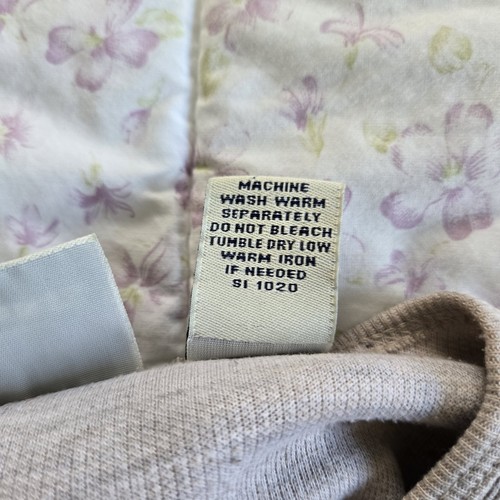 MACHINE
WASH WARM
SEPARATELY
DO NOT BLEACH
TUMBLE DRY LOW
WARM IRON
IF NEEDED
SI 1020